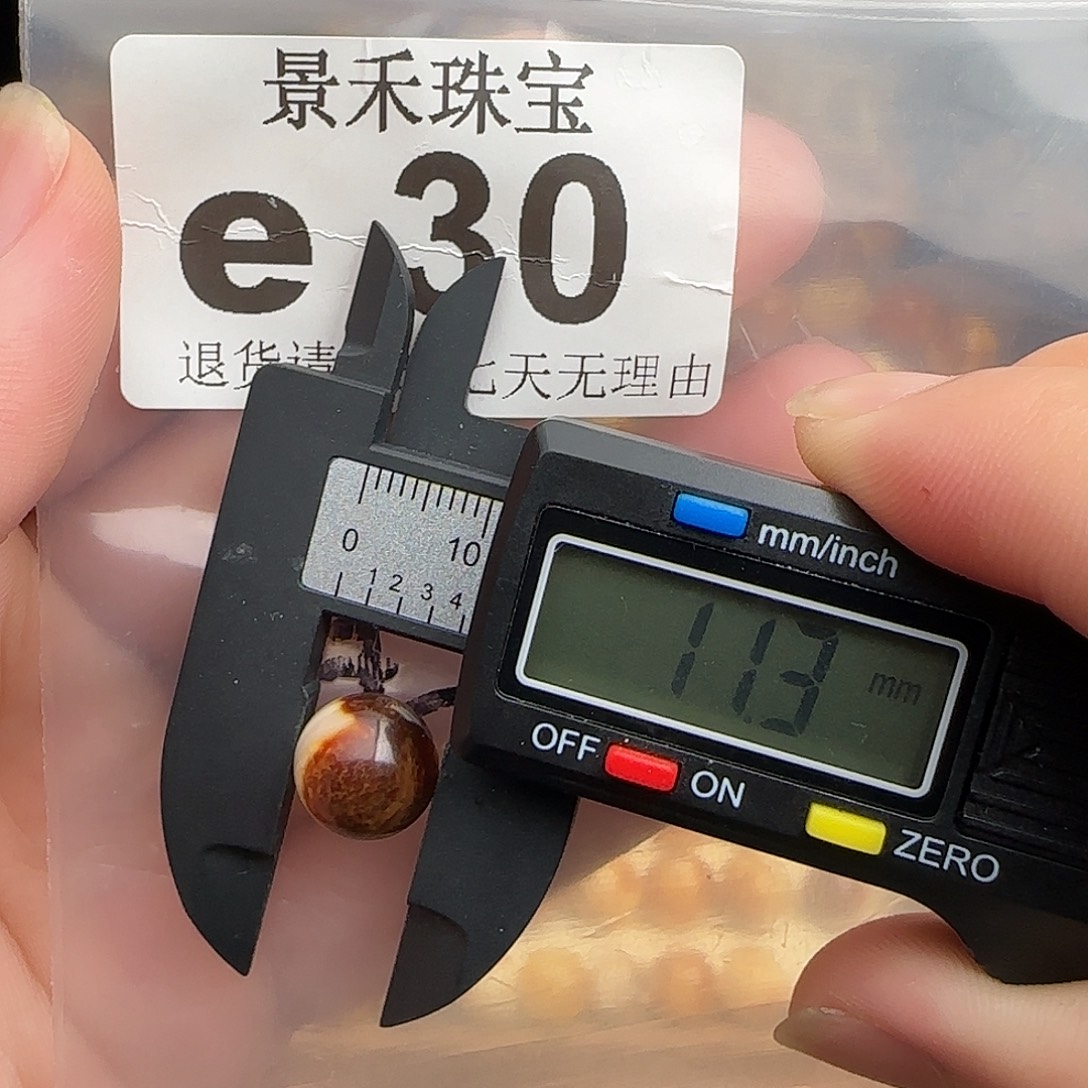 景禾珠宝
e 30
退货请 七天无理由
0 10
1 2 3 4
mm/inch
11.3 mm
OFF ON
ZERO